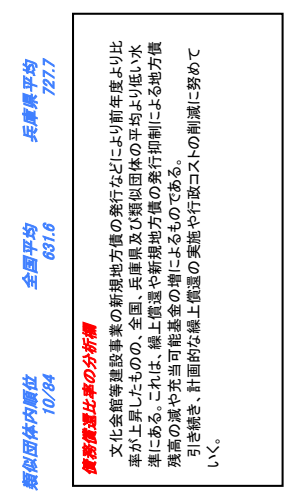 類似団体内順位 全国平均 兵庫県平均
10/84 631.6 727.7
債務償還比率の分析欄
文化会館等建設事業の新規地方債の発行などにより前年度より比
率が上昇したものの、全国、兵庫県及び類似団体の平均より低い水
準にある。これは、繰上償還や新規地方債の発行抑制による地方債
残高の減や充当可能基金の増によるものである。
引き続き、計画的な繰上償還の実施や行政コストの削減に努めて
いく。